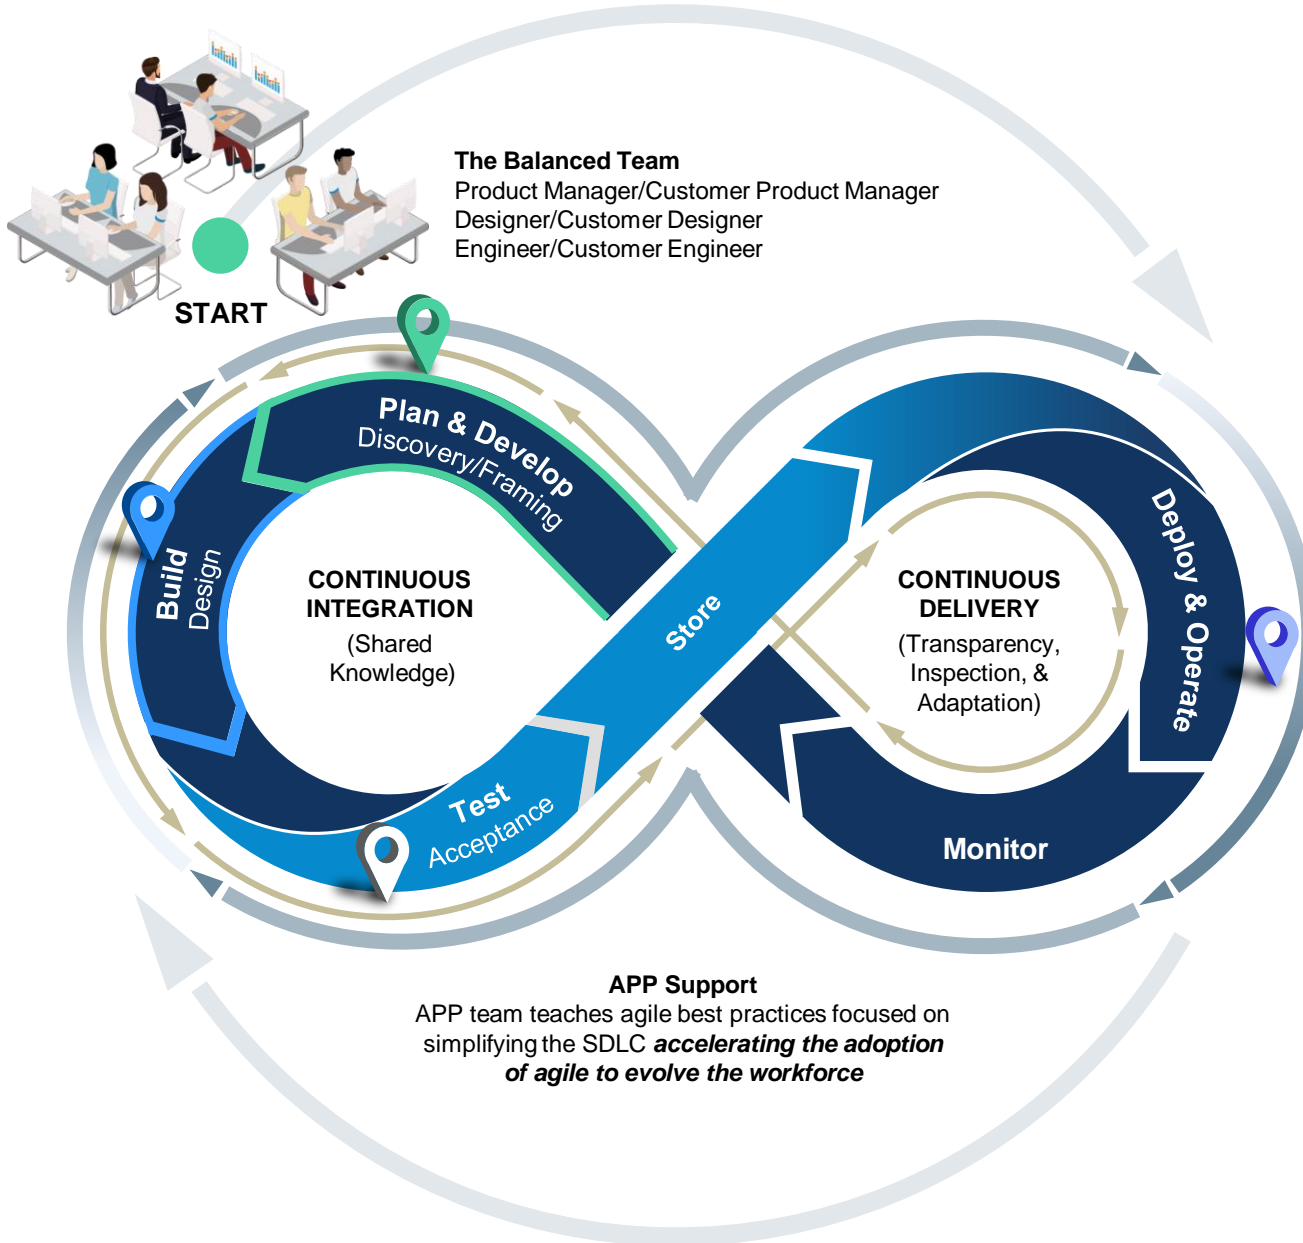 The Balanced Team
Product Manager/Customer Product Manager
Designer/Customer Designer
Engineer/Customer Engineer
START
Plan & Develop
Discovery/Framing
Build
Design
CONTINUOUS
INTEGRATION
(Shared
Knowledge)
Test
Acceptance
Store
CONTINUOUS
DELIVERY
(Transparency,
Inspection, &
Adaptation)
Deploy & Operate
Monitor
APP Support
APP team teaches agile best practices focused on
simplifying the SDLC accelerating the adoption
of agile to evolve the workforce